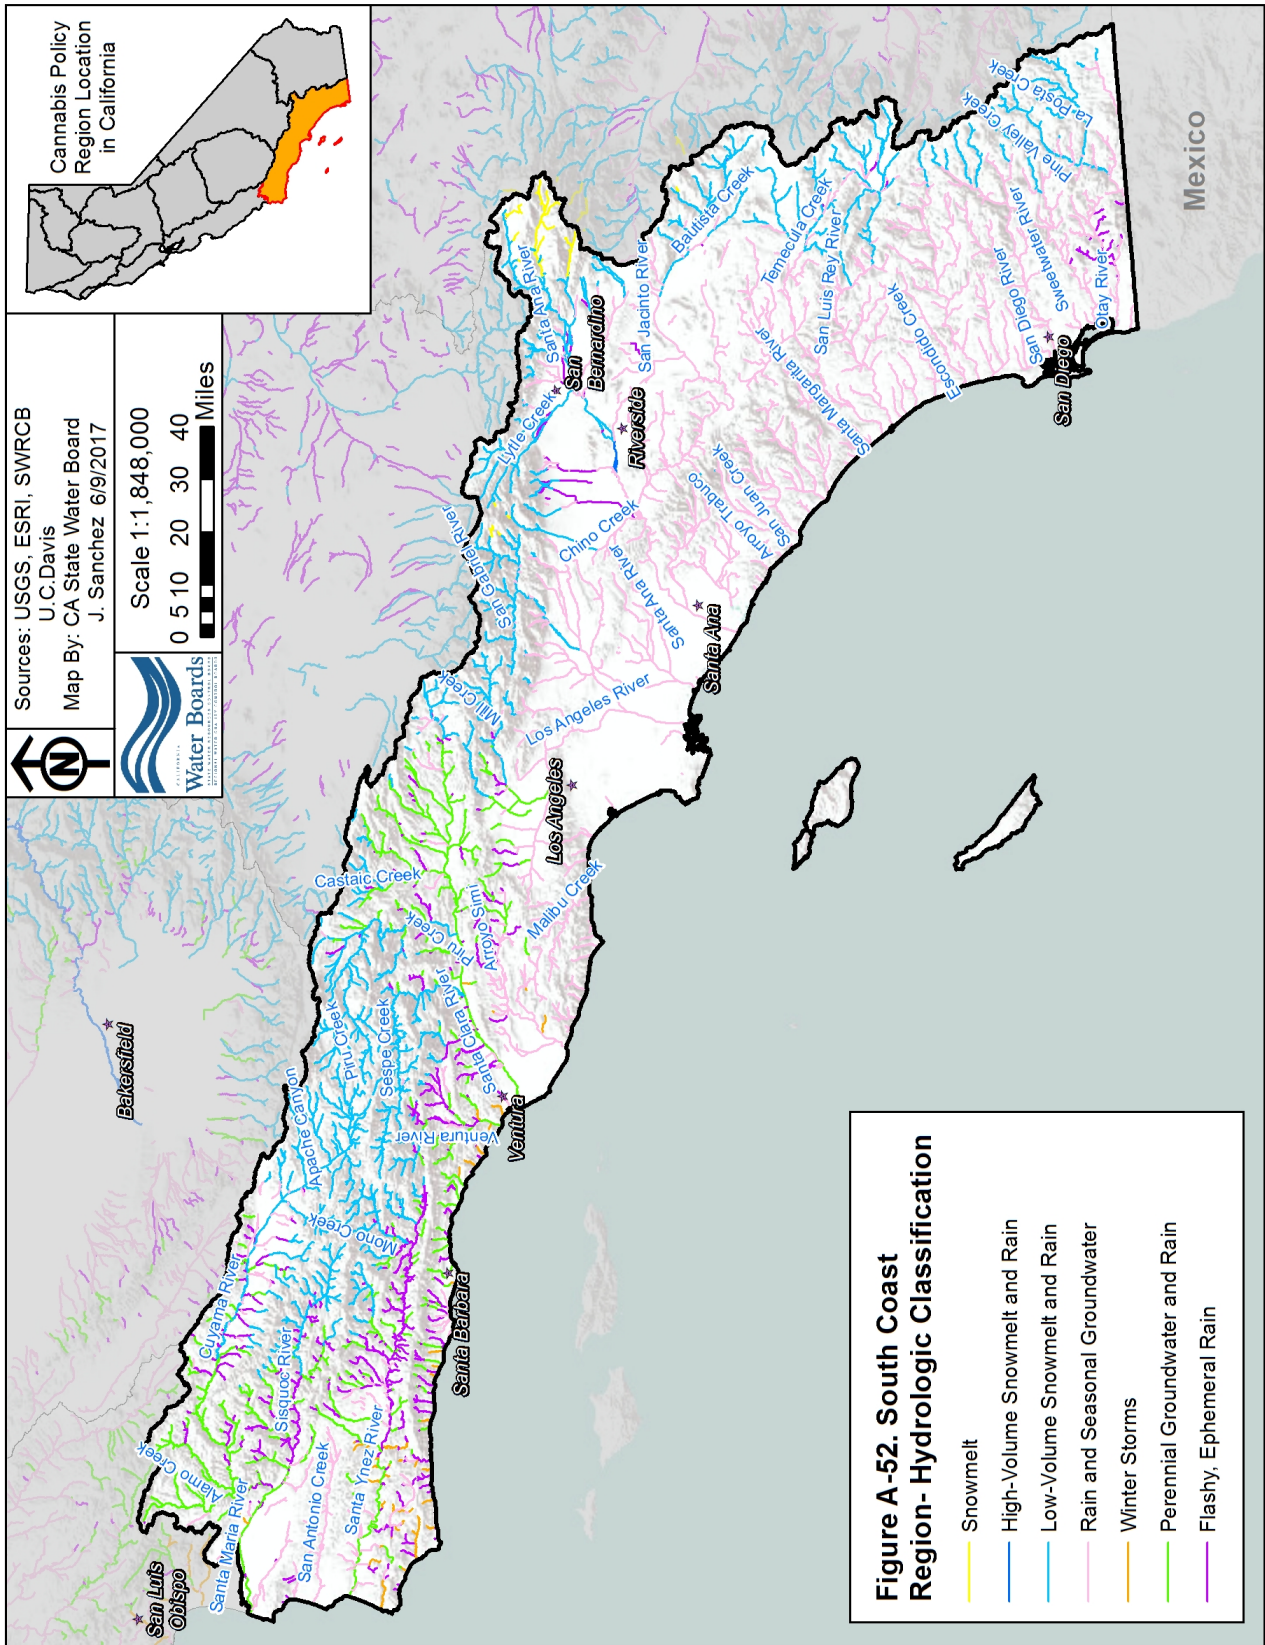 Cannabis Policy
Region Location
in California
Sources: USGS, ESRI, SWRCB
U.C.Davis
Map By: CA State Water Board
J. Sanchez 6/9/2017
Scale 1:1,848,000
0 5 10 20 30 40
Miles
N
CALIFORNIA
Water Boards
San Luis
Obispo
Bakersfield
Santa Barbara
Ventura
Los Angeles
Santa Ana
Riverside
San
Bernardino
San Diego
Mexico
Alamo Creek
Santa Maria River
San Antonio Creek
Santa Ynez River
Sisquoc River
Cuyama River
Mono Creek
Apache Canyon
Ventura River
Piru Creek
Sespe Creek
Santa Clara River
Piru Creek
Arroyo Simi
Castaic Creek
Malibu Creek
Mill Creek
Los Angeles River
San Gabriel River
Santa Ana River
Chino Creek
Lytle Creek
Santa Ana River
San Jacinto River
Bautista Creek
Arroyo Trabuco
San Juan Creek
Santa Margarita River
Temecula Creek
San Luis Rey River
Escondido Creek
San Diego River
Sweetwater River
Otay River
Pine Valley Creek
La Posta Creek
Figure A-52. South Coast
Region- Hydrologic Classification
Snowmelt
High-Volume Snowmelt and Rain
Low-Volume Snowmelt and Rain
Rain and Seasonal Groundwater
Winter Storms
Perennial Groundwater and Rain
Flashy, Ephemeral Rain